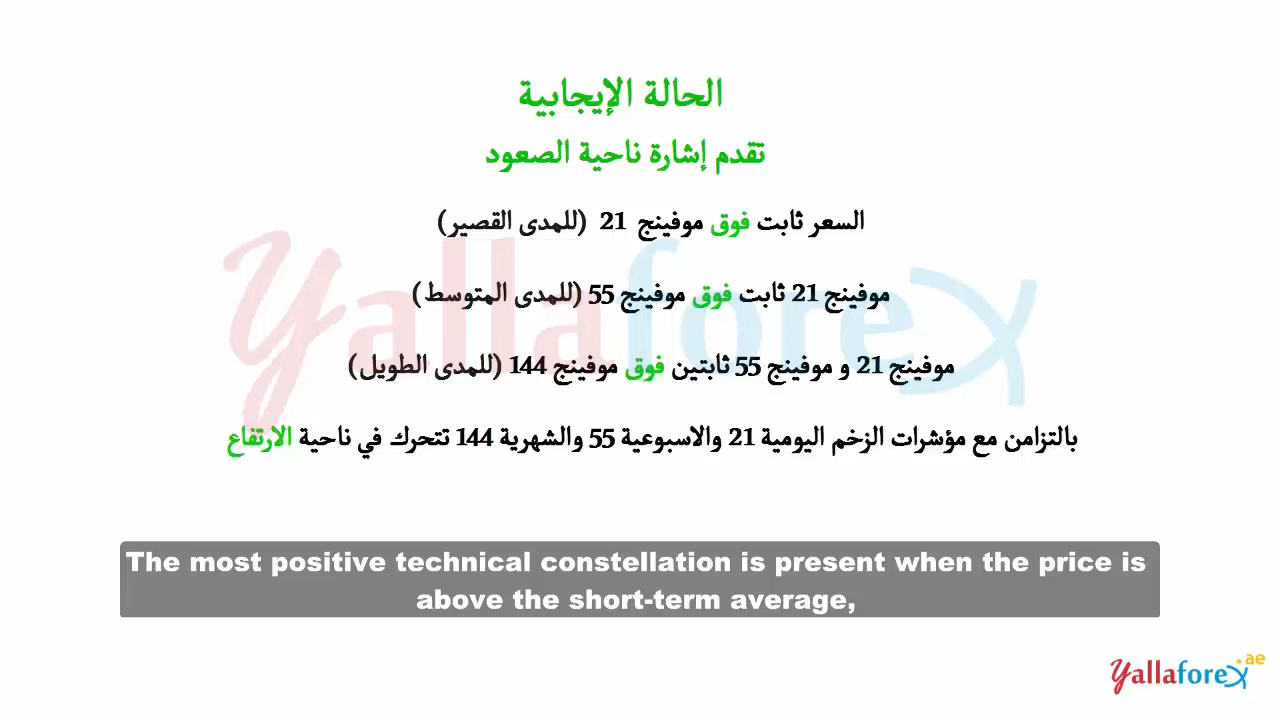 الحالة الإيجابية
تقدم إشارة ناحية الصعود
السعر ثابت فوق موفينج 21 (للمدى القصير)
موفينج 21 ثابت فوق موفينج 55 (للمدى المتوسط)
موفينج 21 و موفينج 55 ثابتين فوق موفينج 144 (للمدى الطويل)
بالتزامن مع مؤشرات الزخم اليومية 21 والاسبوعية 55 والشهرية 144 تتحرك في ناحية الارتفاع
yallaforex
The most positive technical constellation is present when the price is
above the short-term average,
yallaforex.ae